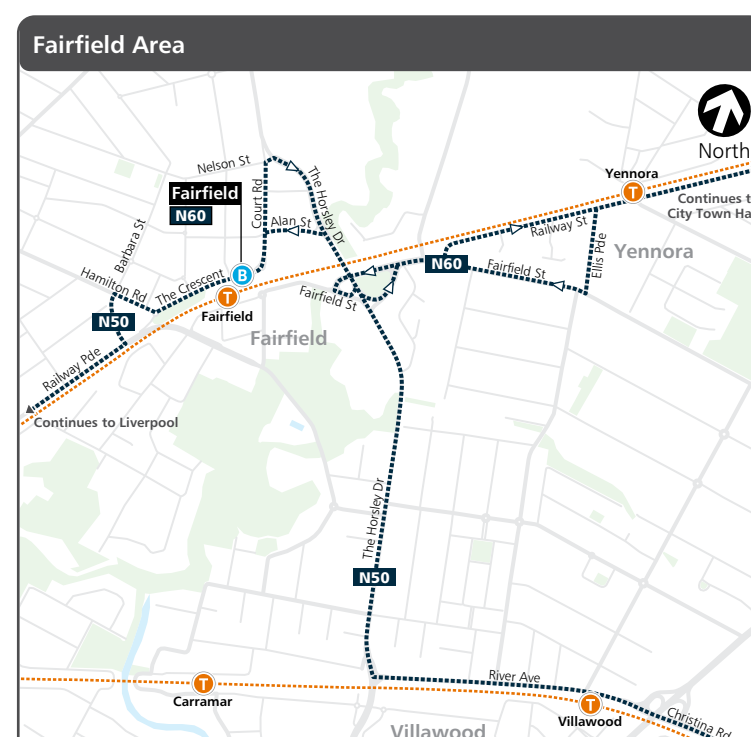 Fairfield Area
North
Nelson St
Yennora
T
Continues t
City Town Ha
Fairfield
N60
Court Rd
The Horsley Dr
Alan St
Railway St
Ellis Pde
Yennora
Barbara St
Hamilton Rd
The Crescent
B
T
Fairfield
N60
Fairfield St
Fairfield St
N50
Fairfield
Railway Pde
Continues to Liverpool
The Horsley Dr
N50
River Ave
T
Carramar
T
Villawood
Christina Rd
Villawood